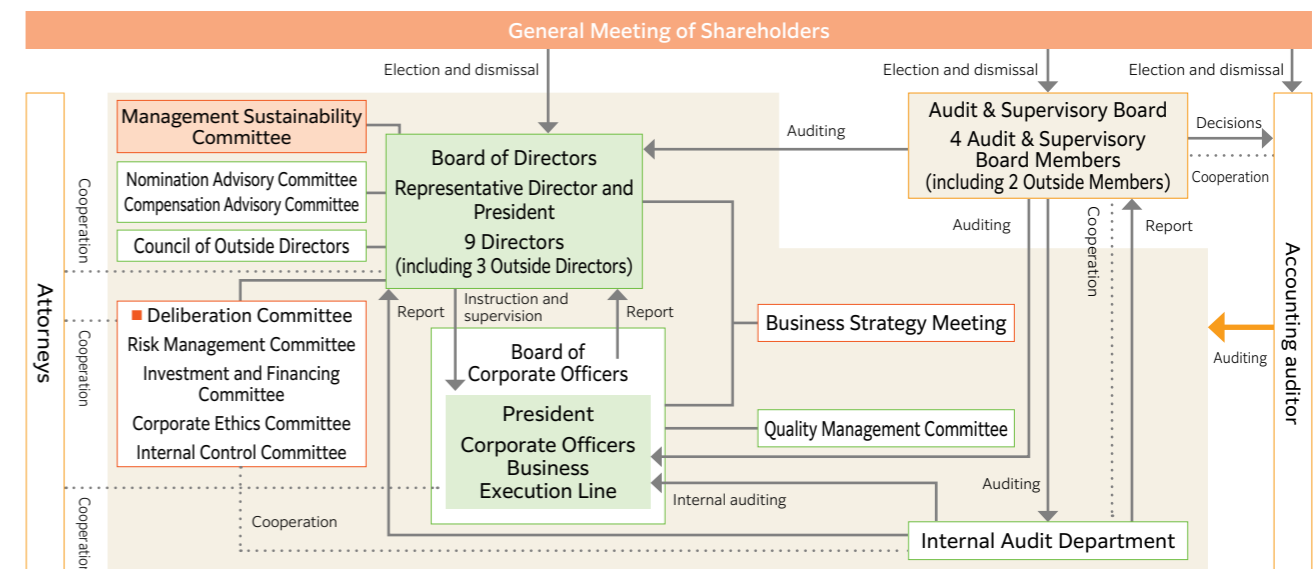 General Meeting of Shareholders
Election and dismissal
Election and dismissal
Election and dismissal
Attorneys
Cooperation
Cooperation
Cooperation
Management Sustainability
Committee
Nomination Advisory Committee
Compensation Advisory Committee
Council of Outside Directors
Board of Directors
Representative Director and
President
9 Directors
(including 3 Outside Directors)
Auditing
Audit & Supervisory Board
4 Audit & Supervisory
Board Members
(including 2 Outside Members)
Decisions
Cooperation
Accounting auditor
Auditing
Auditing
Cooperation
Report
■ Deliberation Committee
Risk Management Committee
Investment and Financing
Committee
Corporate Ethics Committee
Internal Control Committee
Report
Instruction and
supervision
Report
Board of
Corporate Officers
President
Corporate Officers
Business
Execution Line
Business Strategy Meeting
Quality Management Committee
Internal auditing
Auditing
Cooperation
Internal Audit Department